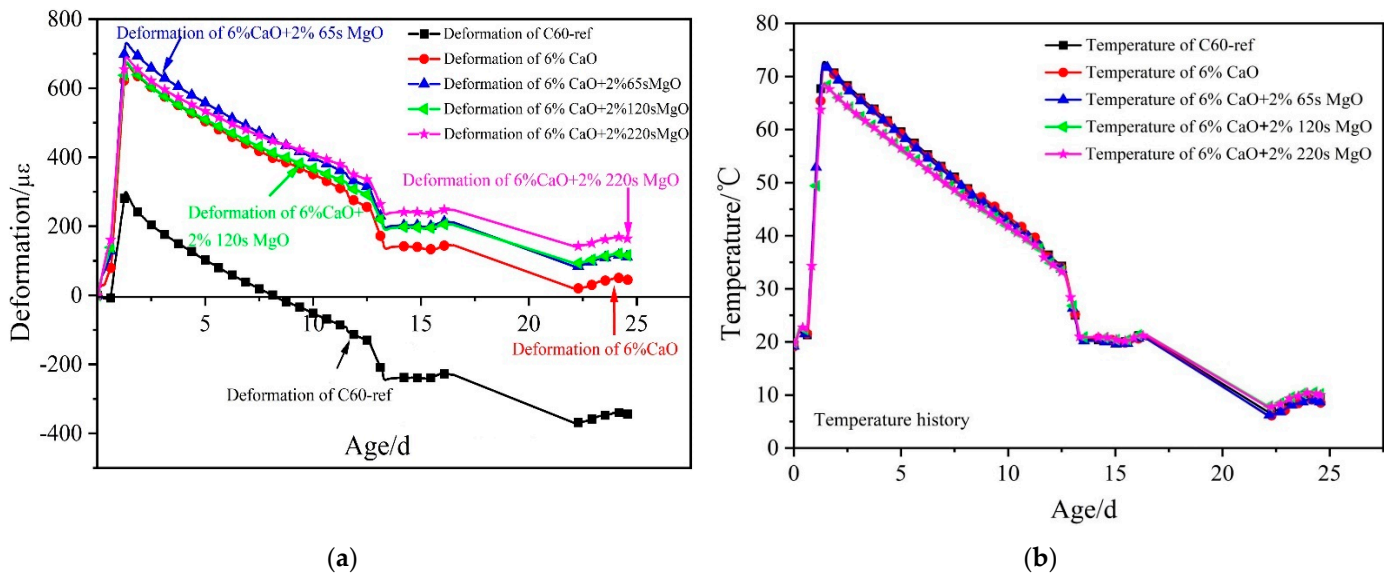 800
600
400
200
0
-200
-400
Deformation/με
5
10
15
20
25
Age/d
Deformation of 6%CaO+2% 65s MgO
Deformation of C60-ref
Deformation of 6% CaO
Deformation of 6% CaO+2%65sMgO
Deformation of 6% CaO+2%120sMgO
Deformation of 6% CaO+2%220sMgO
Deformation of 6%CaO+2% 220s MgO
Deformation of 6%CaO+
2% 120s MgO
Deformation of 6%CaO
Deformation of C60-ref
(a)
80
70
60
50
40
30
20
10
0
Temperature/℃
Temperature of C60-ref
Temperature of 6% CaO
Temperature of 6% CaO+2% 65s MgO
Temperature of 6% CaO+2% 120s MgO
Temperature of 6% CaO+2% 220s MgO
Temperature history
0
5
10
15
20
25
Age/d
(b)